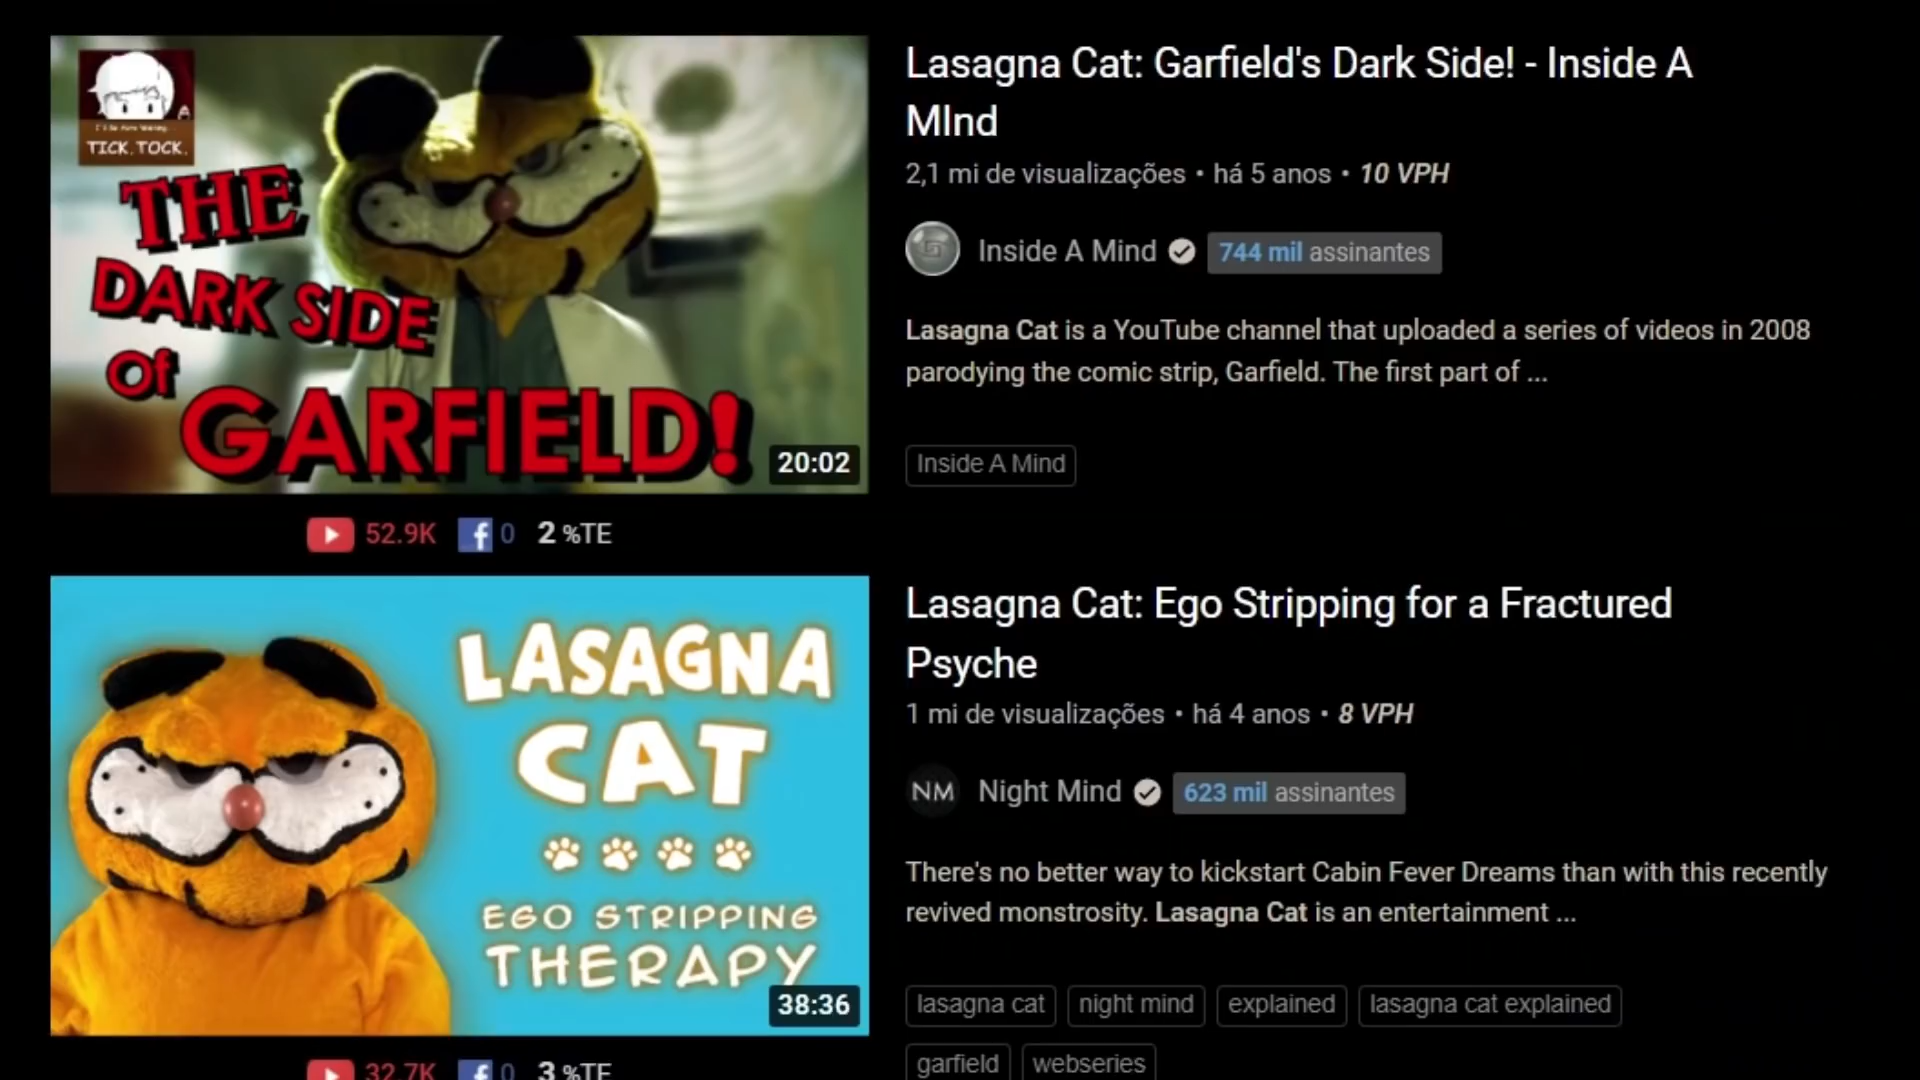 TICK. TOCK.
THE
DARK SIDE
Of
GARFIELD!
20:02
52.9K
0
2 %TE
Lasagna Cat: Garfield's Dark Side! - Inside A
MInd
2,1 mi de visualizações • há 5 anos • 10 VPH
Inside A Mind
744 mil assinantes
Lasagna Cat is a YouTube channel that uploaded a series of videos in 2008
parodying the comic strip, Garfield. The first part of ...
Inside A Mind
LASAGNA
CAT
EGO STRIPPING
THERAPY
38:36
32.7K
0
3 %TE
Lasagna Cat: Ego Stripping for a Fractured
Psyche
1 mi de visualizações • há 4 anos • 8 VPH
NM
Night Mind
623 mil assinantes
There's no better way to kickstart Cabin Fever Dreams than with this recently
revived monstrosity. Lasagna Cat is an entertainment ...
lasagna cat
night mind
explained
lasagna cat explained
garfield
webseries